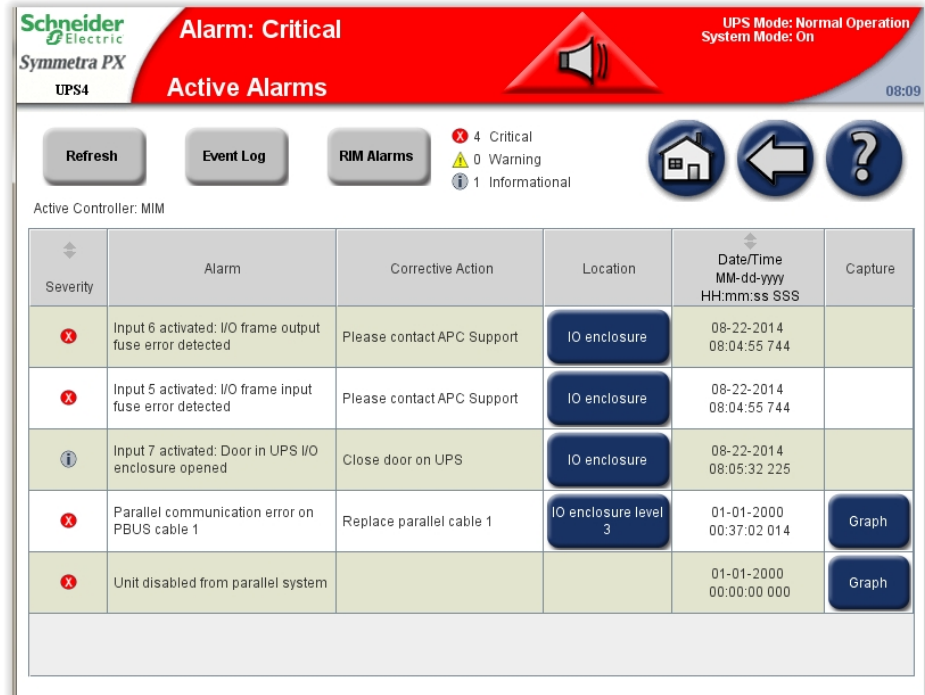 Schneider
Electric
Symmetra PX
UPS4
Alarm: Critical
Active Alarms
UPS Mode: Normal Operation
System Mode: On
08:09
Refresh
Event Log
RIM Alarms
4 Critical
0 Warning
1 Informational
?
Active Controller: MIM
Severity
Alarm
Corrective Action
Location
Date/Time
MM-dd-yyyy
HH:mm:ss SSS
Capture
Input 6 activated: I/O frame output
fuse error detected
Please contact APC Support
IO enclosure
08-22-2014
08:04:55 744
Input 5 activated: I/O frame input
fuse error detected
Please contact APC Support
IO enclosure
08-22-2014
08:04:55 744
Input 7 activated: Door in UPS I/O
enclosure opened
Close door on UPS
IO enclosure
08-22-2014
08:05:32 225
Parallel communication error on
PBUS cable 1
Replace parallel cable 1
IO enclosure level
3
01-01-2000
00:37:02 014
Graph
Unit disabled from parallel system
01-01-2000
00:00:00 000
Graph